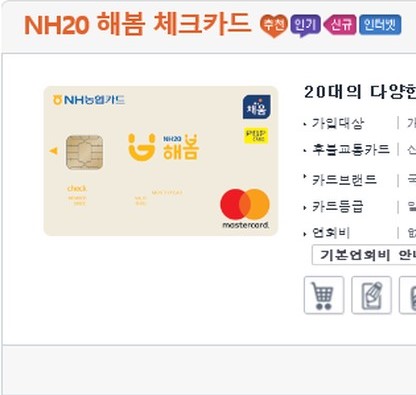 NH20 해봄 체크카드 추천 인기 신규 인터넷
NH농협카드
채움
NH20
해봄
check
mastercard.
20대의 다양한
가입대상
후불교통카드
카드브랜드
카드등급
연회비
기본연회비 안내